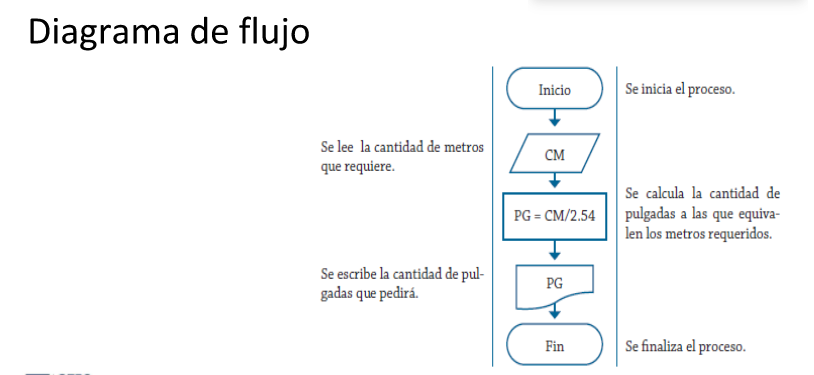 Diagrama de flujo
Inicio
Se inicia el proceso.
Se lee la cantidad de metros
que requiere.
CM
PG = CM/2.54
Se calcula la cantidad de
pulgadas a las que equiva-
len los metros requeridos.
Se escribe la cantidad de pul-
gadas que pedirá.
PG
Fin
Se finaliza el proceso.